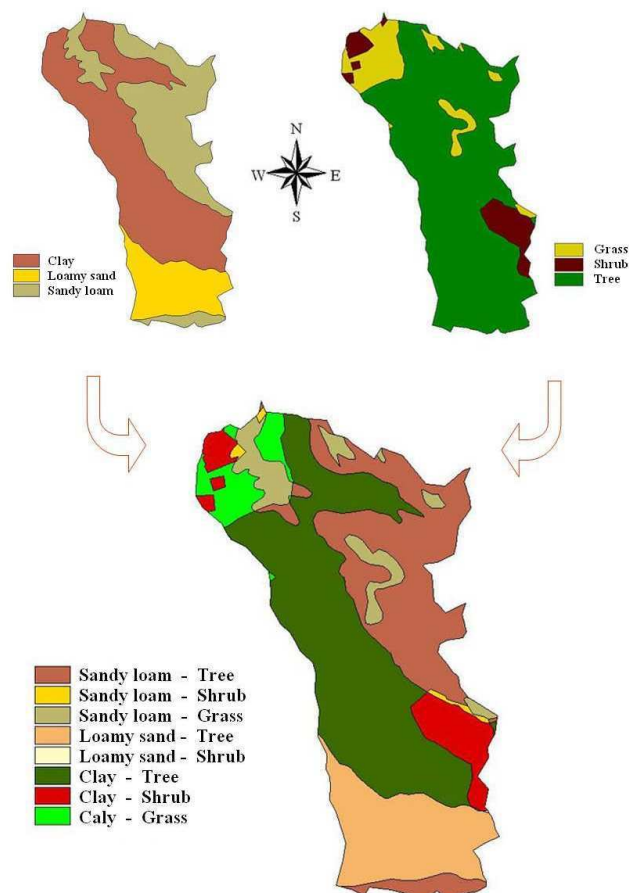 N
W E
S
Clay
Loamy sand
Sandy loam
Grass
Shrub
Tree
Sandy loam - Tree
Sandy loam - Shrub
Sandy loam - Grass
Loamy sand - Tree
Loamy sand - Shrub
Clay - Tree
Clay - Shrub
Caly - Grass